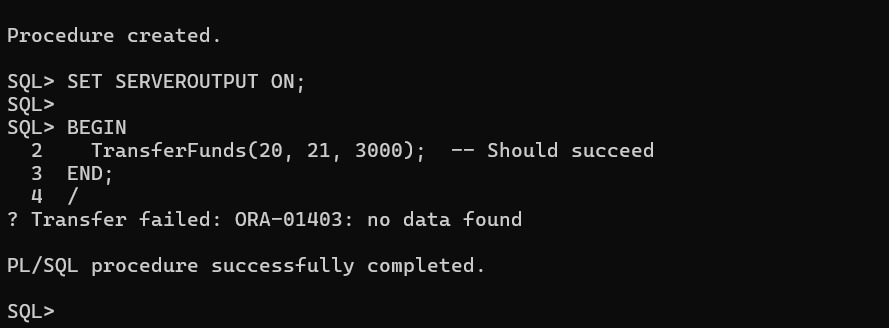 Procedure created.
SQL> SET SERVEROUTPUT ON;
SQL>
SQL> BEGIN
  2    TransferFunds(20, 21, 3000);  -- Should succeed
  3  END;
  4  /
? Transfer failed: ORA-01403: no data found
PL/SQL procedure successfully completed.
SQL>